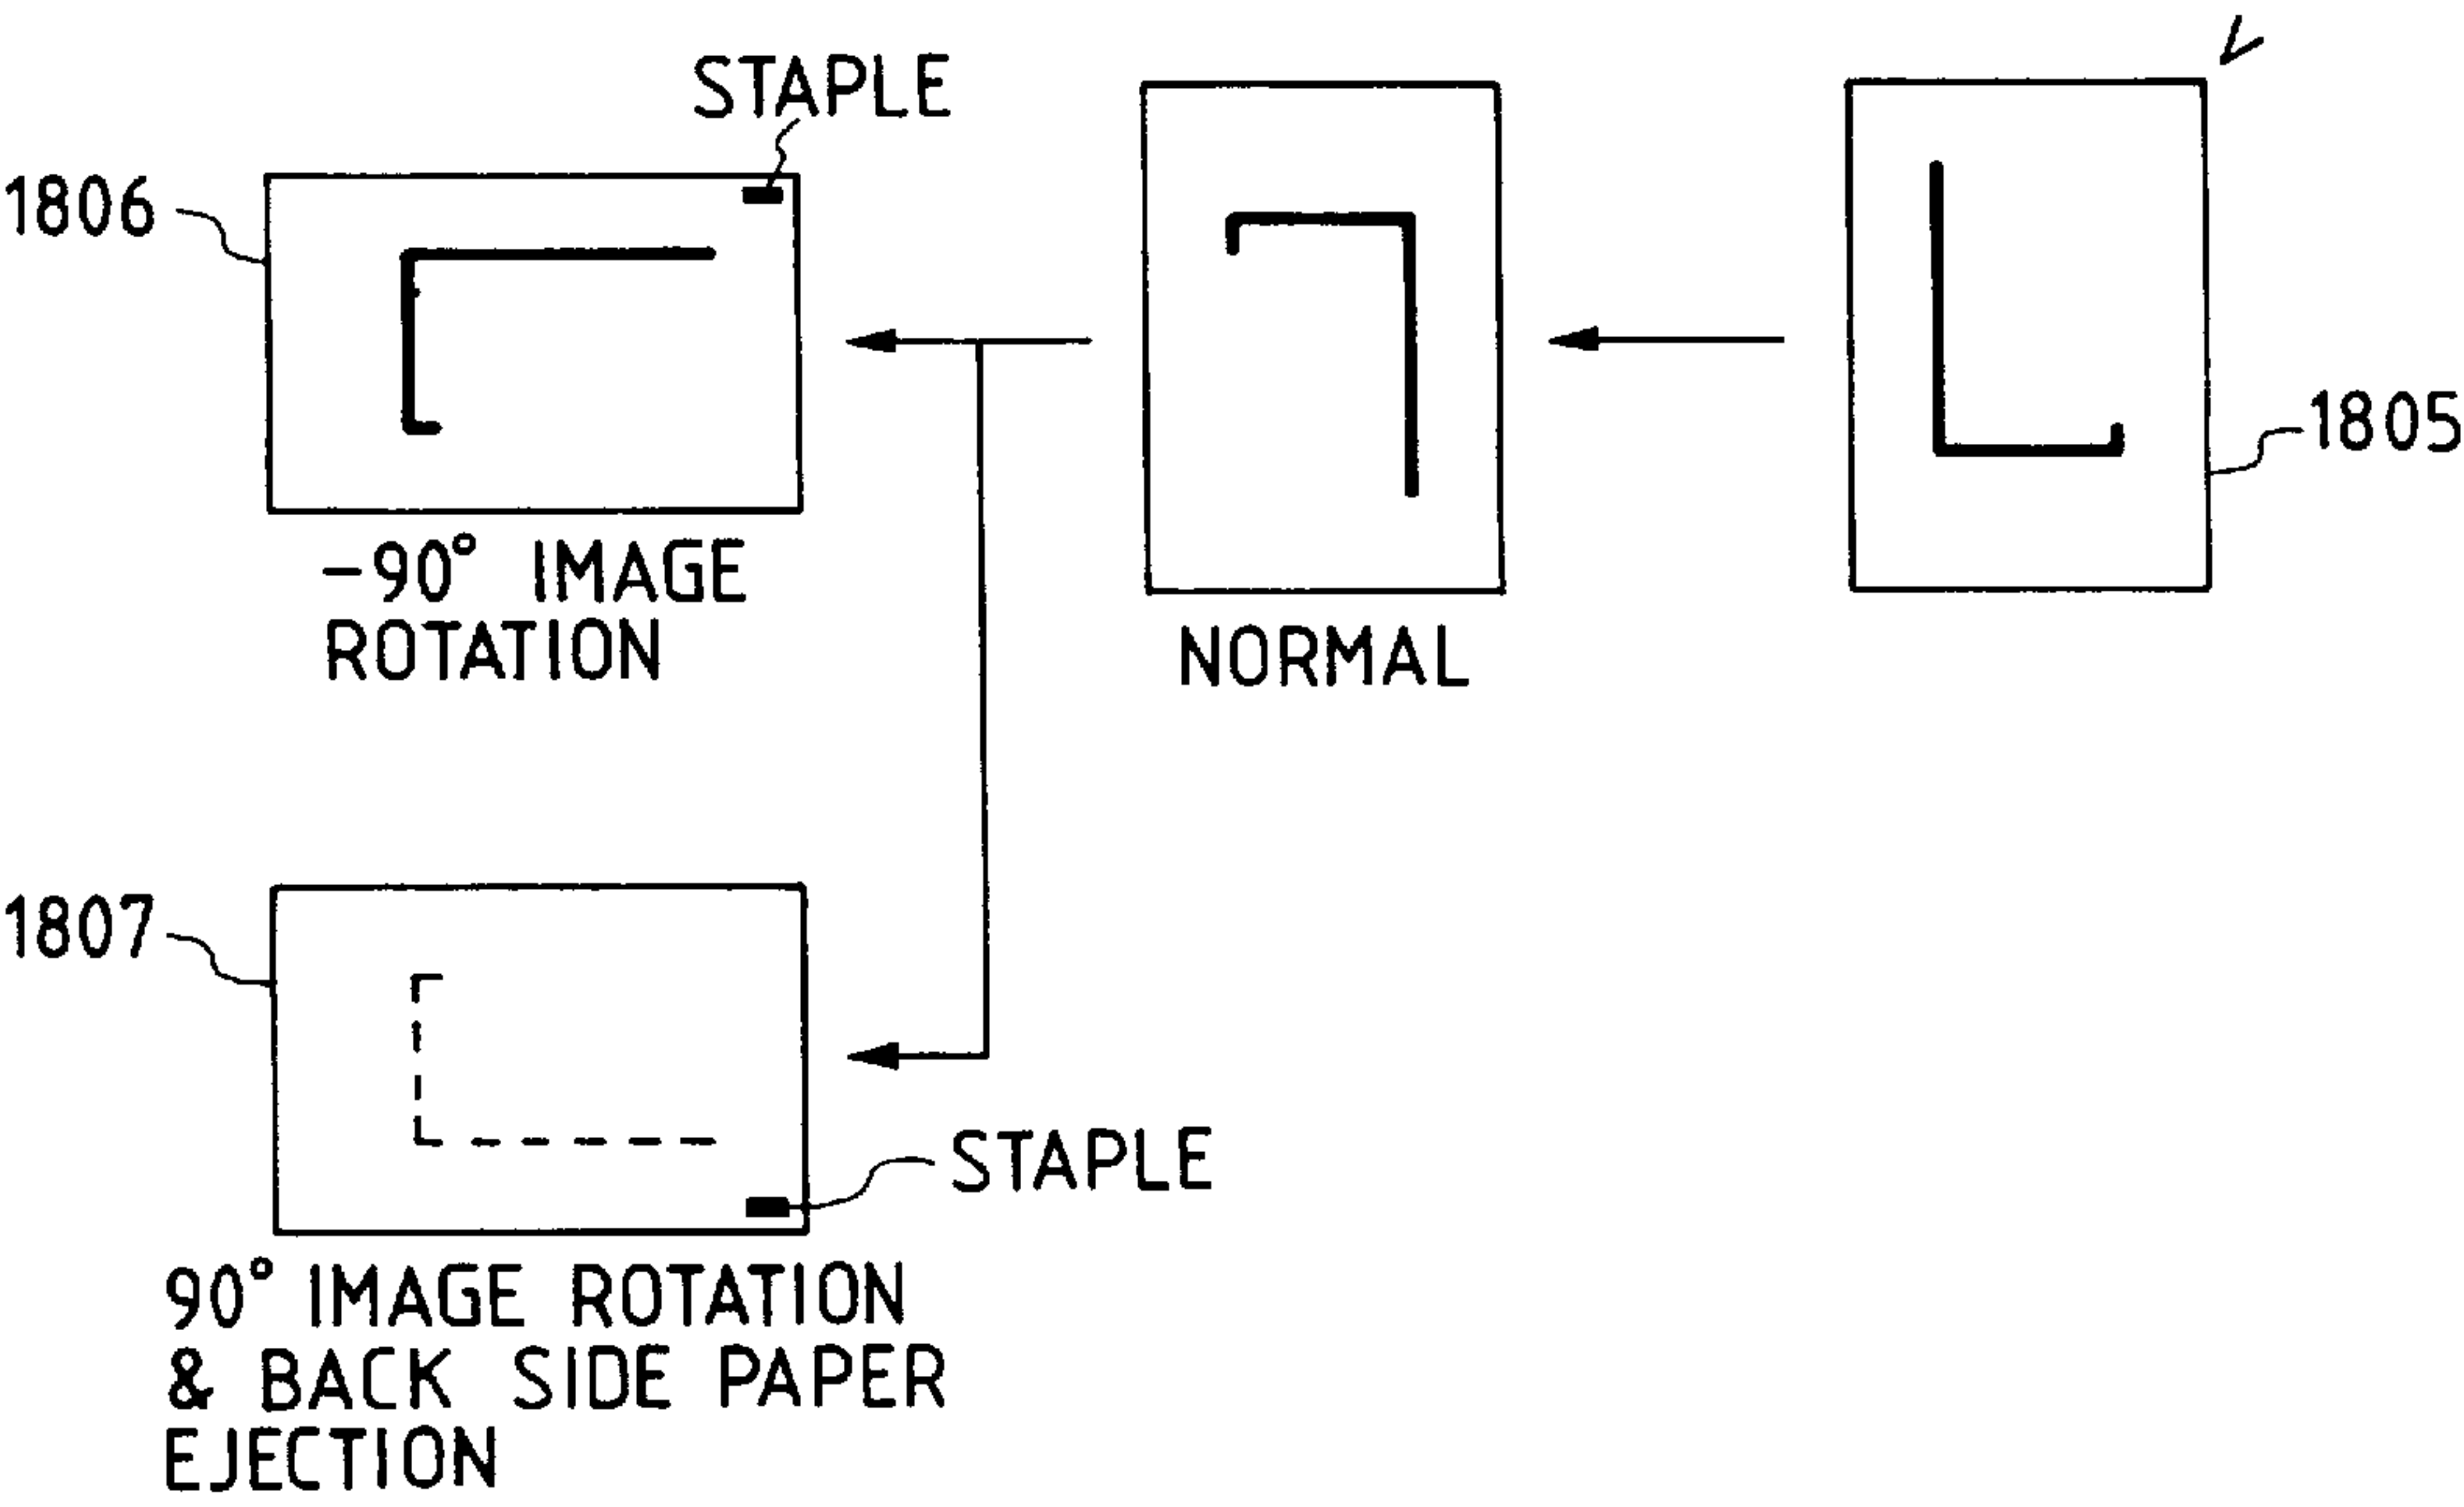 STAPLE
1806
1805
-90° IMAGE
ROTATION
NORMAL
1807
STAPLE
90° IMAGE ROTATION
& BACK SIDE PAPER
EJECTION